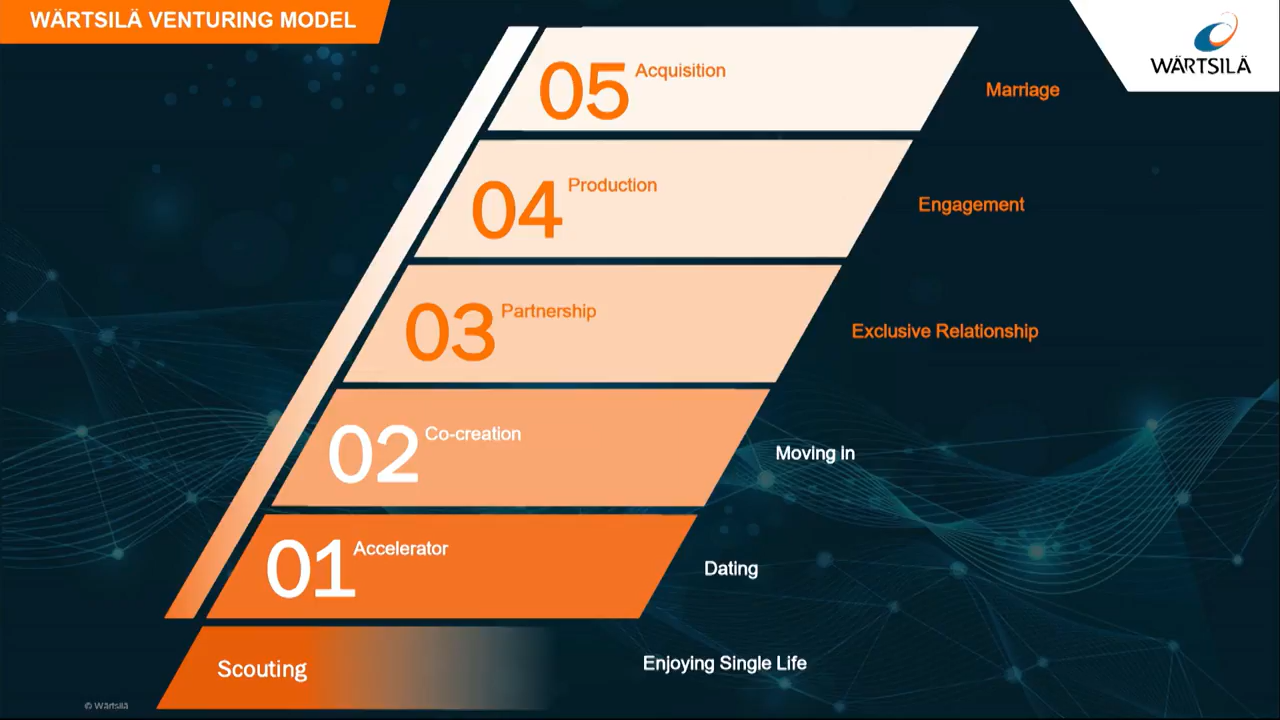 WÄRTSILÄ VENTURING MODEL
WÄRTSILÄ
05 Acquisition
Marriage
04 Production
Engagement
03 Partnership
Exclusive Relationship
02 Co-creation
Moving in
01 Accelerator
Dating
Scouting
Enjoying Single Life
© Wärtsilä